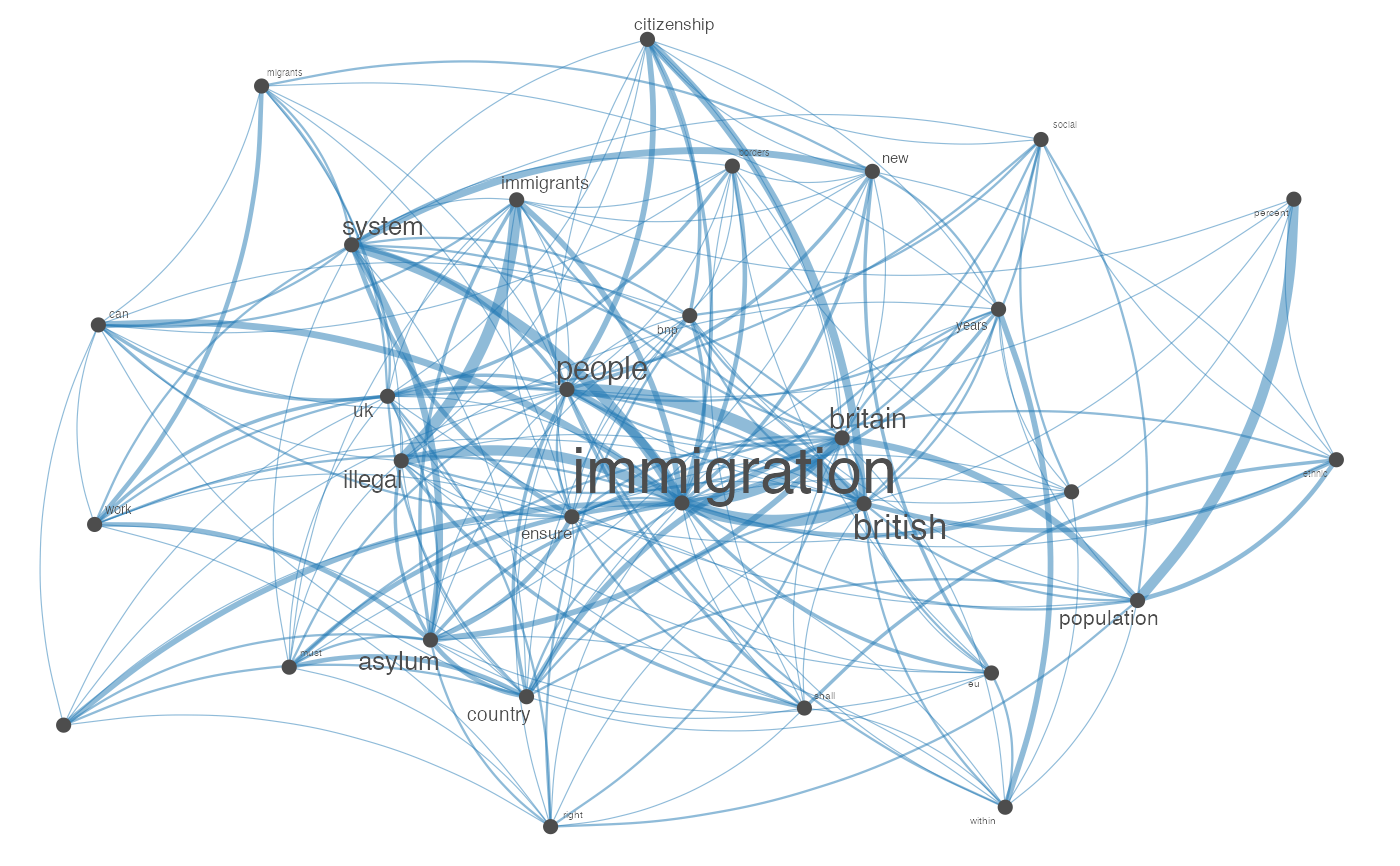 citizenship
migrants
social
borders
new
immigrants
percent
system
can
years
bnp
people
uk
britain
immigration
illegal
ethnic
work
british
ensure
population
must
asylum
eu
shall
country
right
within